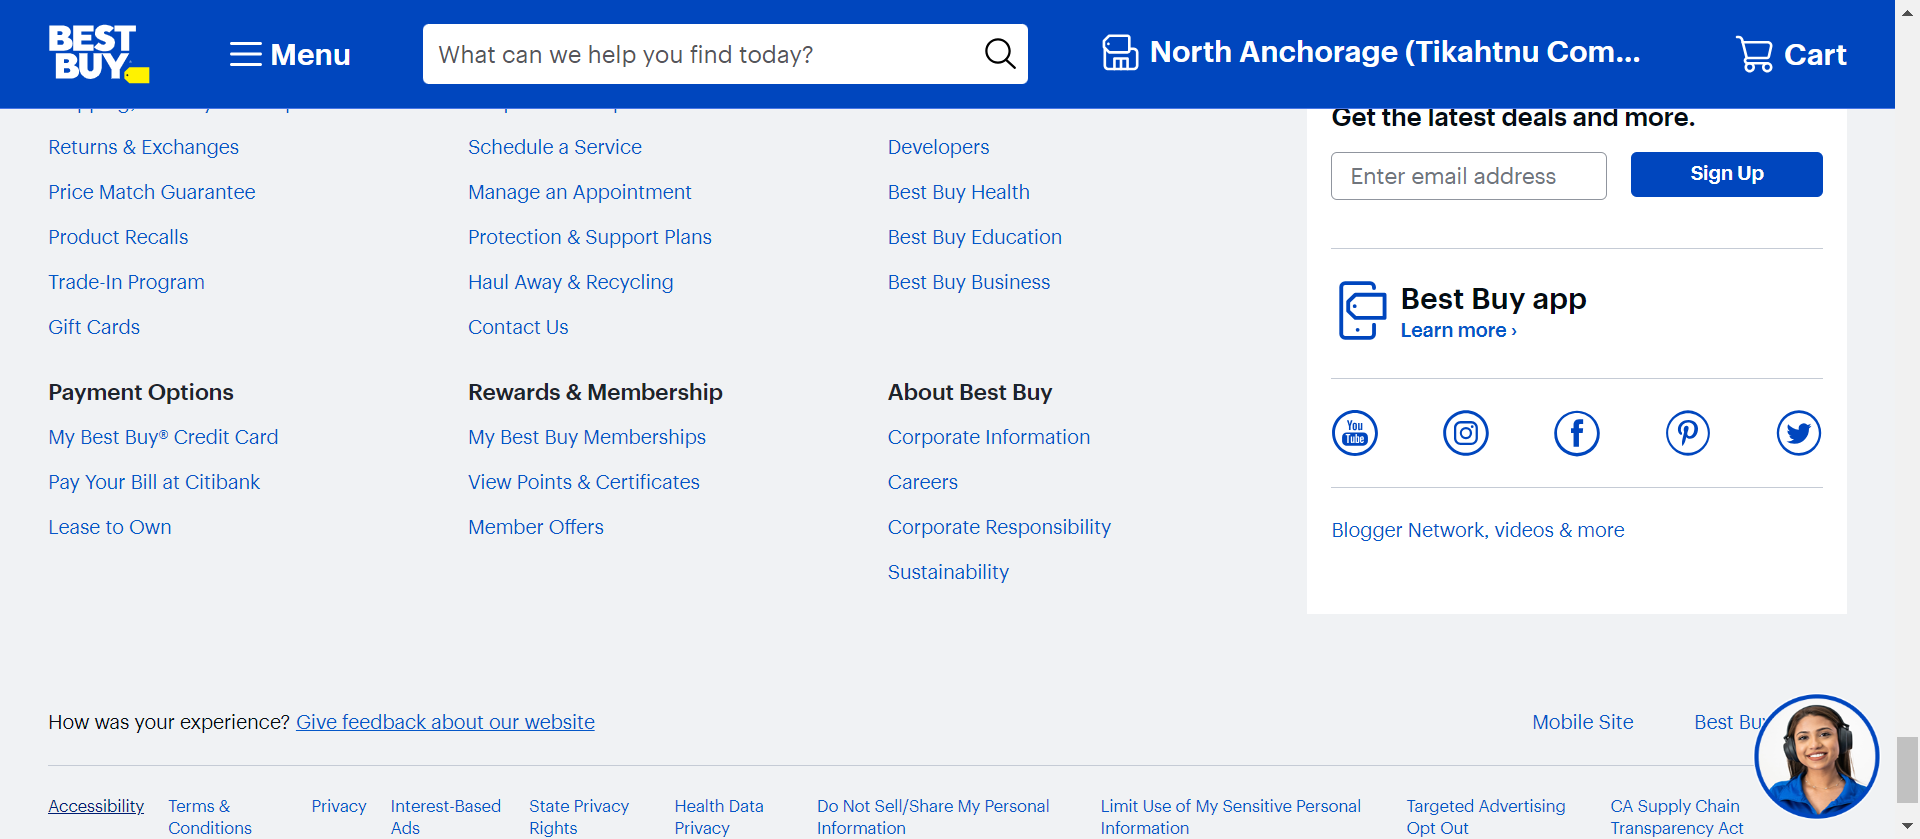 BEST
BUY
Menu
What can we help you find today?
North Anchorage (Tikahtnu Com...
Cart
Get the latest deals and more.
Returns & Exchanges
Schedule a Service
Developers
Enter email address
Sign Up
Price Match Guarantee
Manage an Appointment
Best Buy Health
Product Recalls
Protection & Support Plans
Best Buy Education
Trade-In Program
Haul Away & Recycling
Best Buy Business
Best Buy app
Learn more ›
Gift Cards
Contact Us
Payment Options
Rewards & Membership
About Best Buy
My Best Buy® Credit Card
My Best Buy Memberships
Corporate Information
You
Tube
Pay Your Bill at Citibank
View Points & Certificates
Careers
Lease to Own
Member Offers
Corporate Responsibility
Blogger Network, videos & more
Sustainability
How was your experience? Give feedback about our website
Mobile Site
Best
Accessibility
Terms &
Conditions
Privacy
Interest-Based
Ads
State Privacy
Rights
Health Data
Privacy
Do Not Sell/Share My Personal
Information
Limit Use of My Sensitive Personal
Information
Targeted Advertising
Opt Out
CA Supply Chain
Transparency Act